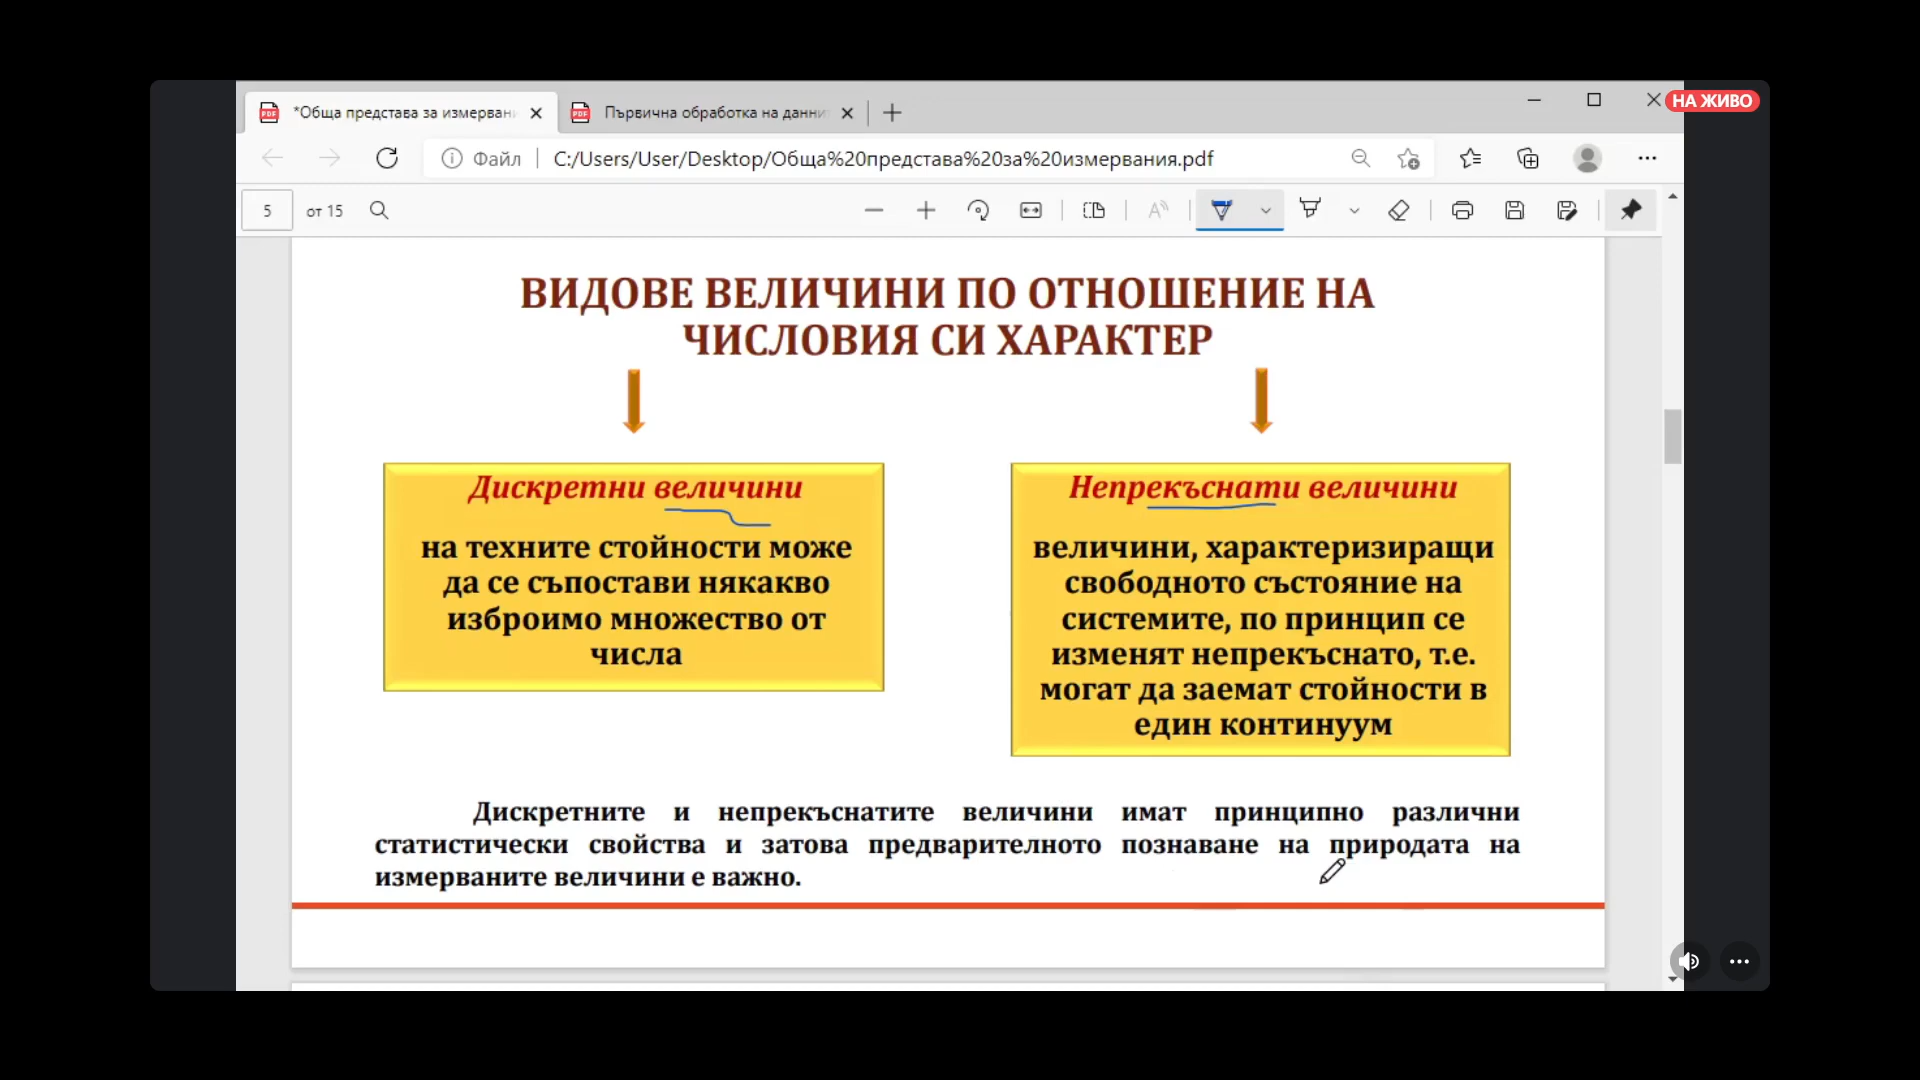 *Обща представа за измерван
Първична обработка на данни
НА ЖИВО
Файл
C:/Users/User/Desktop/Обща%20представа%20за%20измервания.pdf
5 от 15
ВИДОВЕ ВЕЛИЧИНИ ПО ОТНОШЕНИЕ НА
ЧИСЛОВИЯ СИ ХАРАКТЕР
Дискретни величини
на техните стойности може
да се съпостави някакво
изброимо множество от
числа
Непрекъснати величини
величини, характеризиращи
свободното състояние на
системите, по принцип се
изменят непрекъснато, т.е.
могат да заемат стойности в
един континуум
Дискретните и непрекъснатите величини имат принципно различни
статистически свойства и затова предварителното познаване на природата на
измерваните величини е важно.